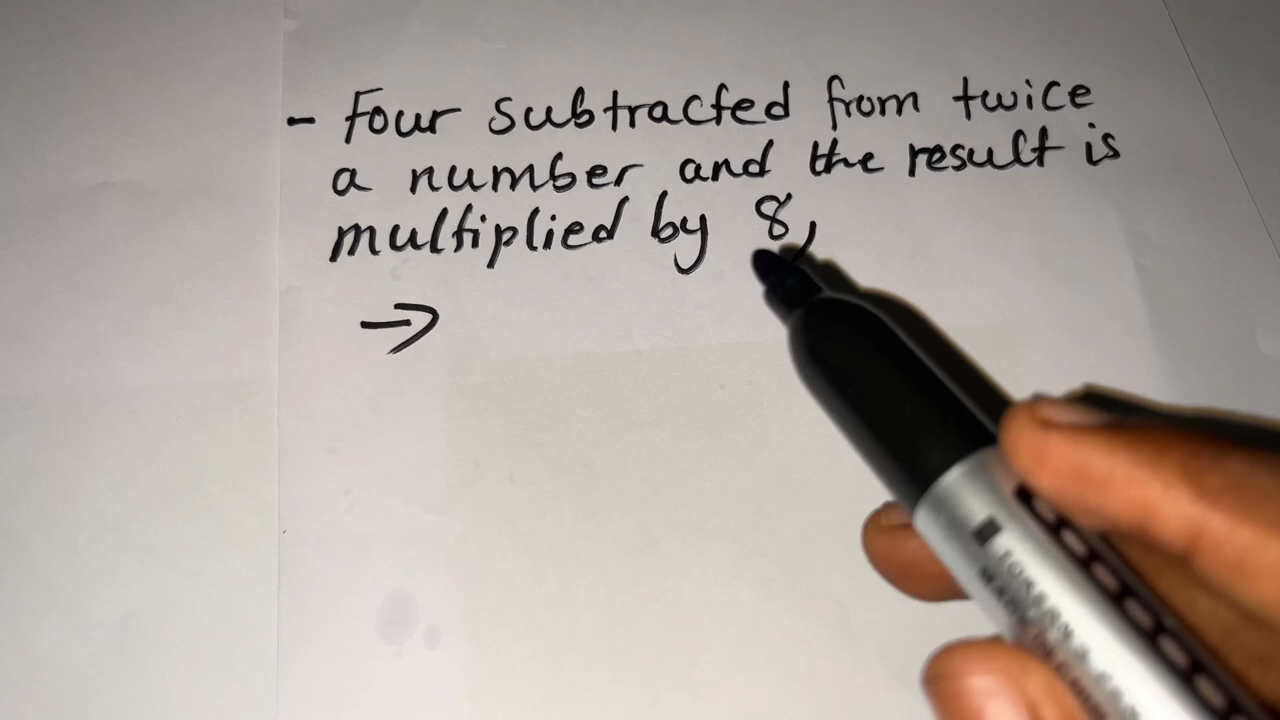 - Four subtracted from twice
a number and the result is
multiplied by 8,
→